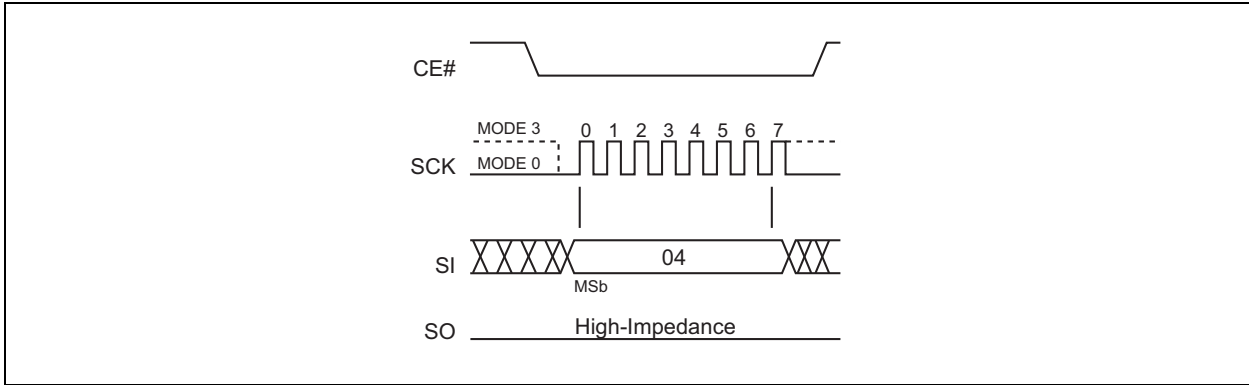 CE#
MODE 3
0 1 2 3 4 5 6 7
SCK
MODE 0
SI
04
MSb
SO
High-Impedance